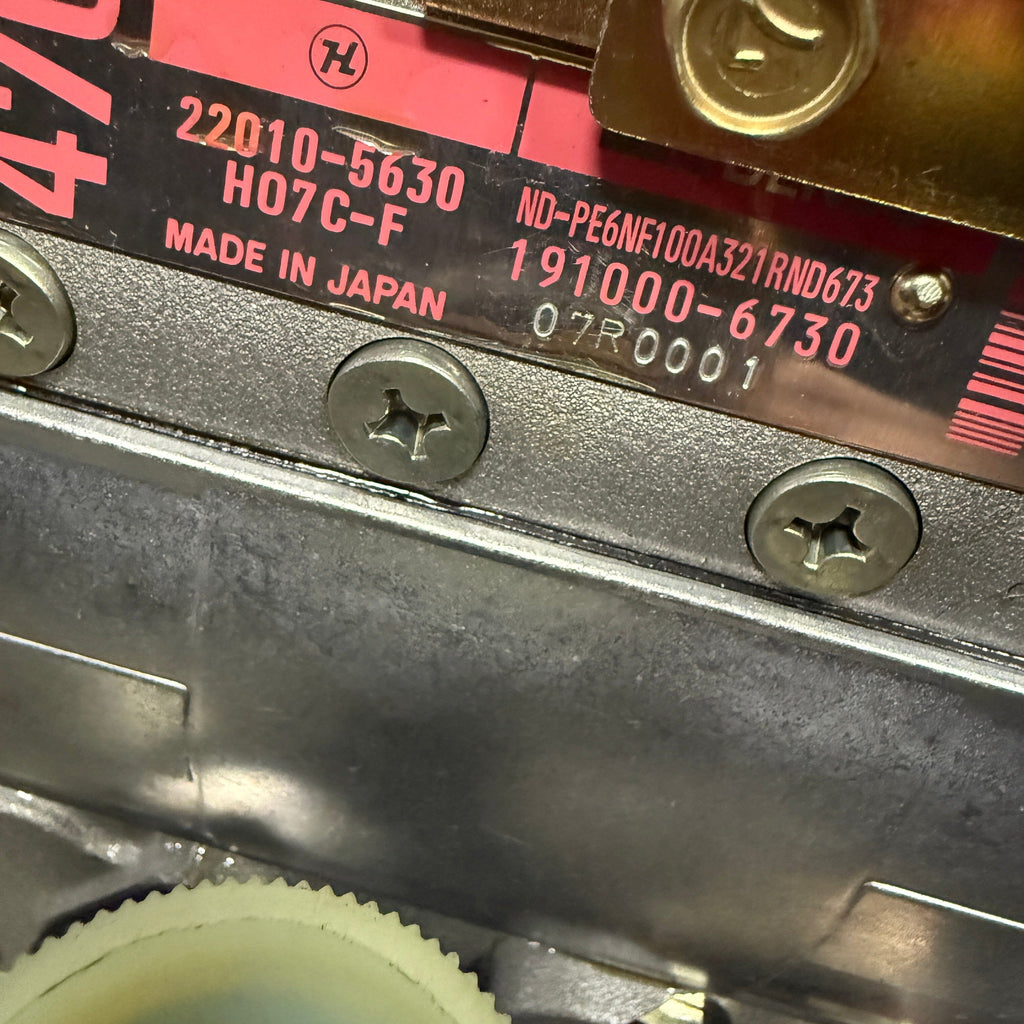 22010-5630
H07C-F
MADE IN JAPAN
ND-PE6NF100A321RND673
191000-6730
07R0001